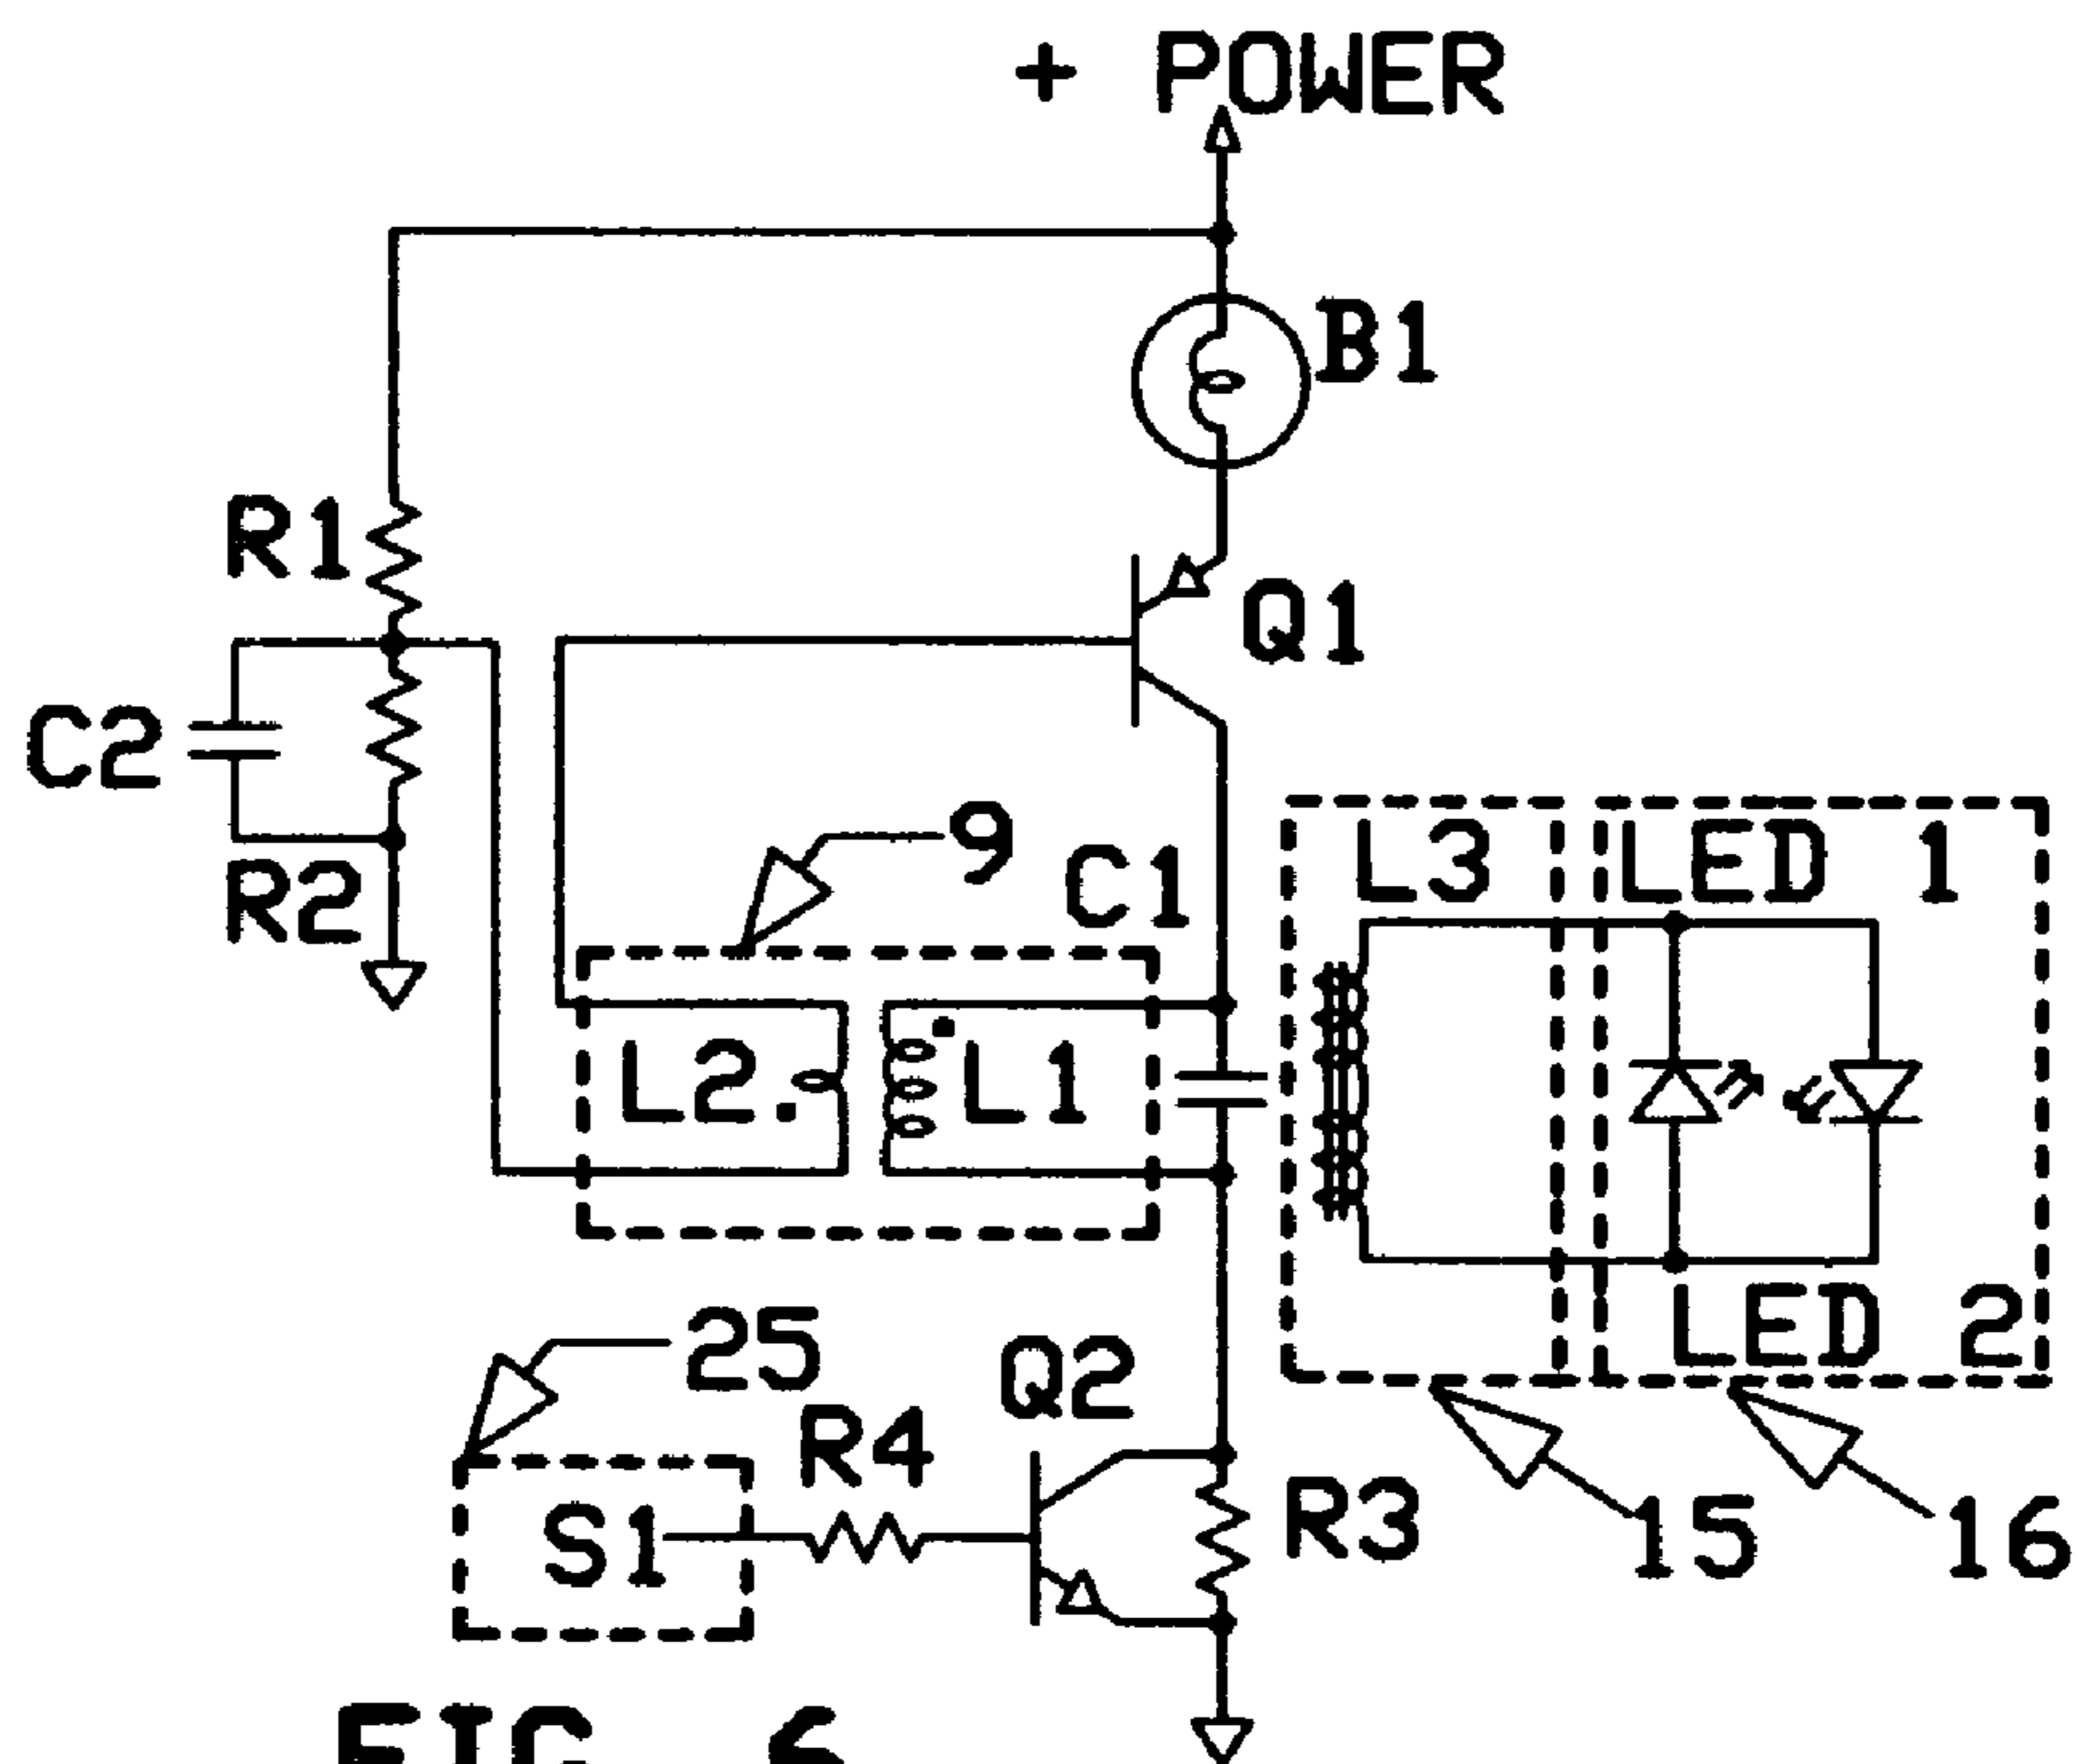 + POWER
B1
R1
Q1
C2
R2
9
C1
L3
LED 1
L2.
L1
LED 2
25
Q2
R4
S1
R3
15
16
FIG. 6